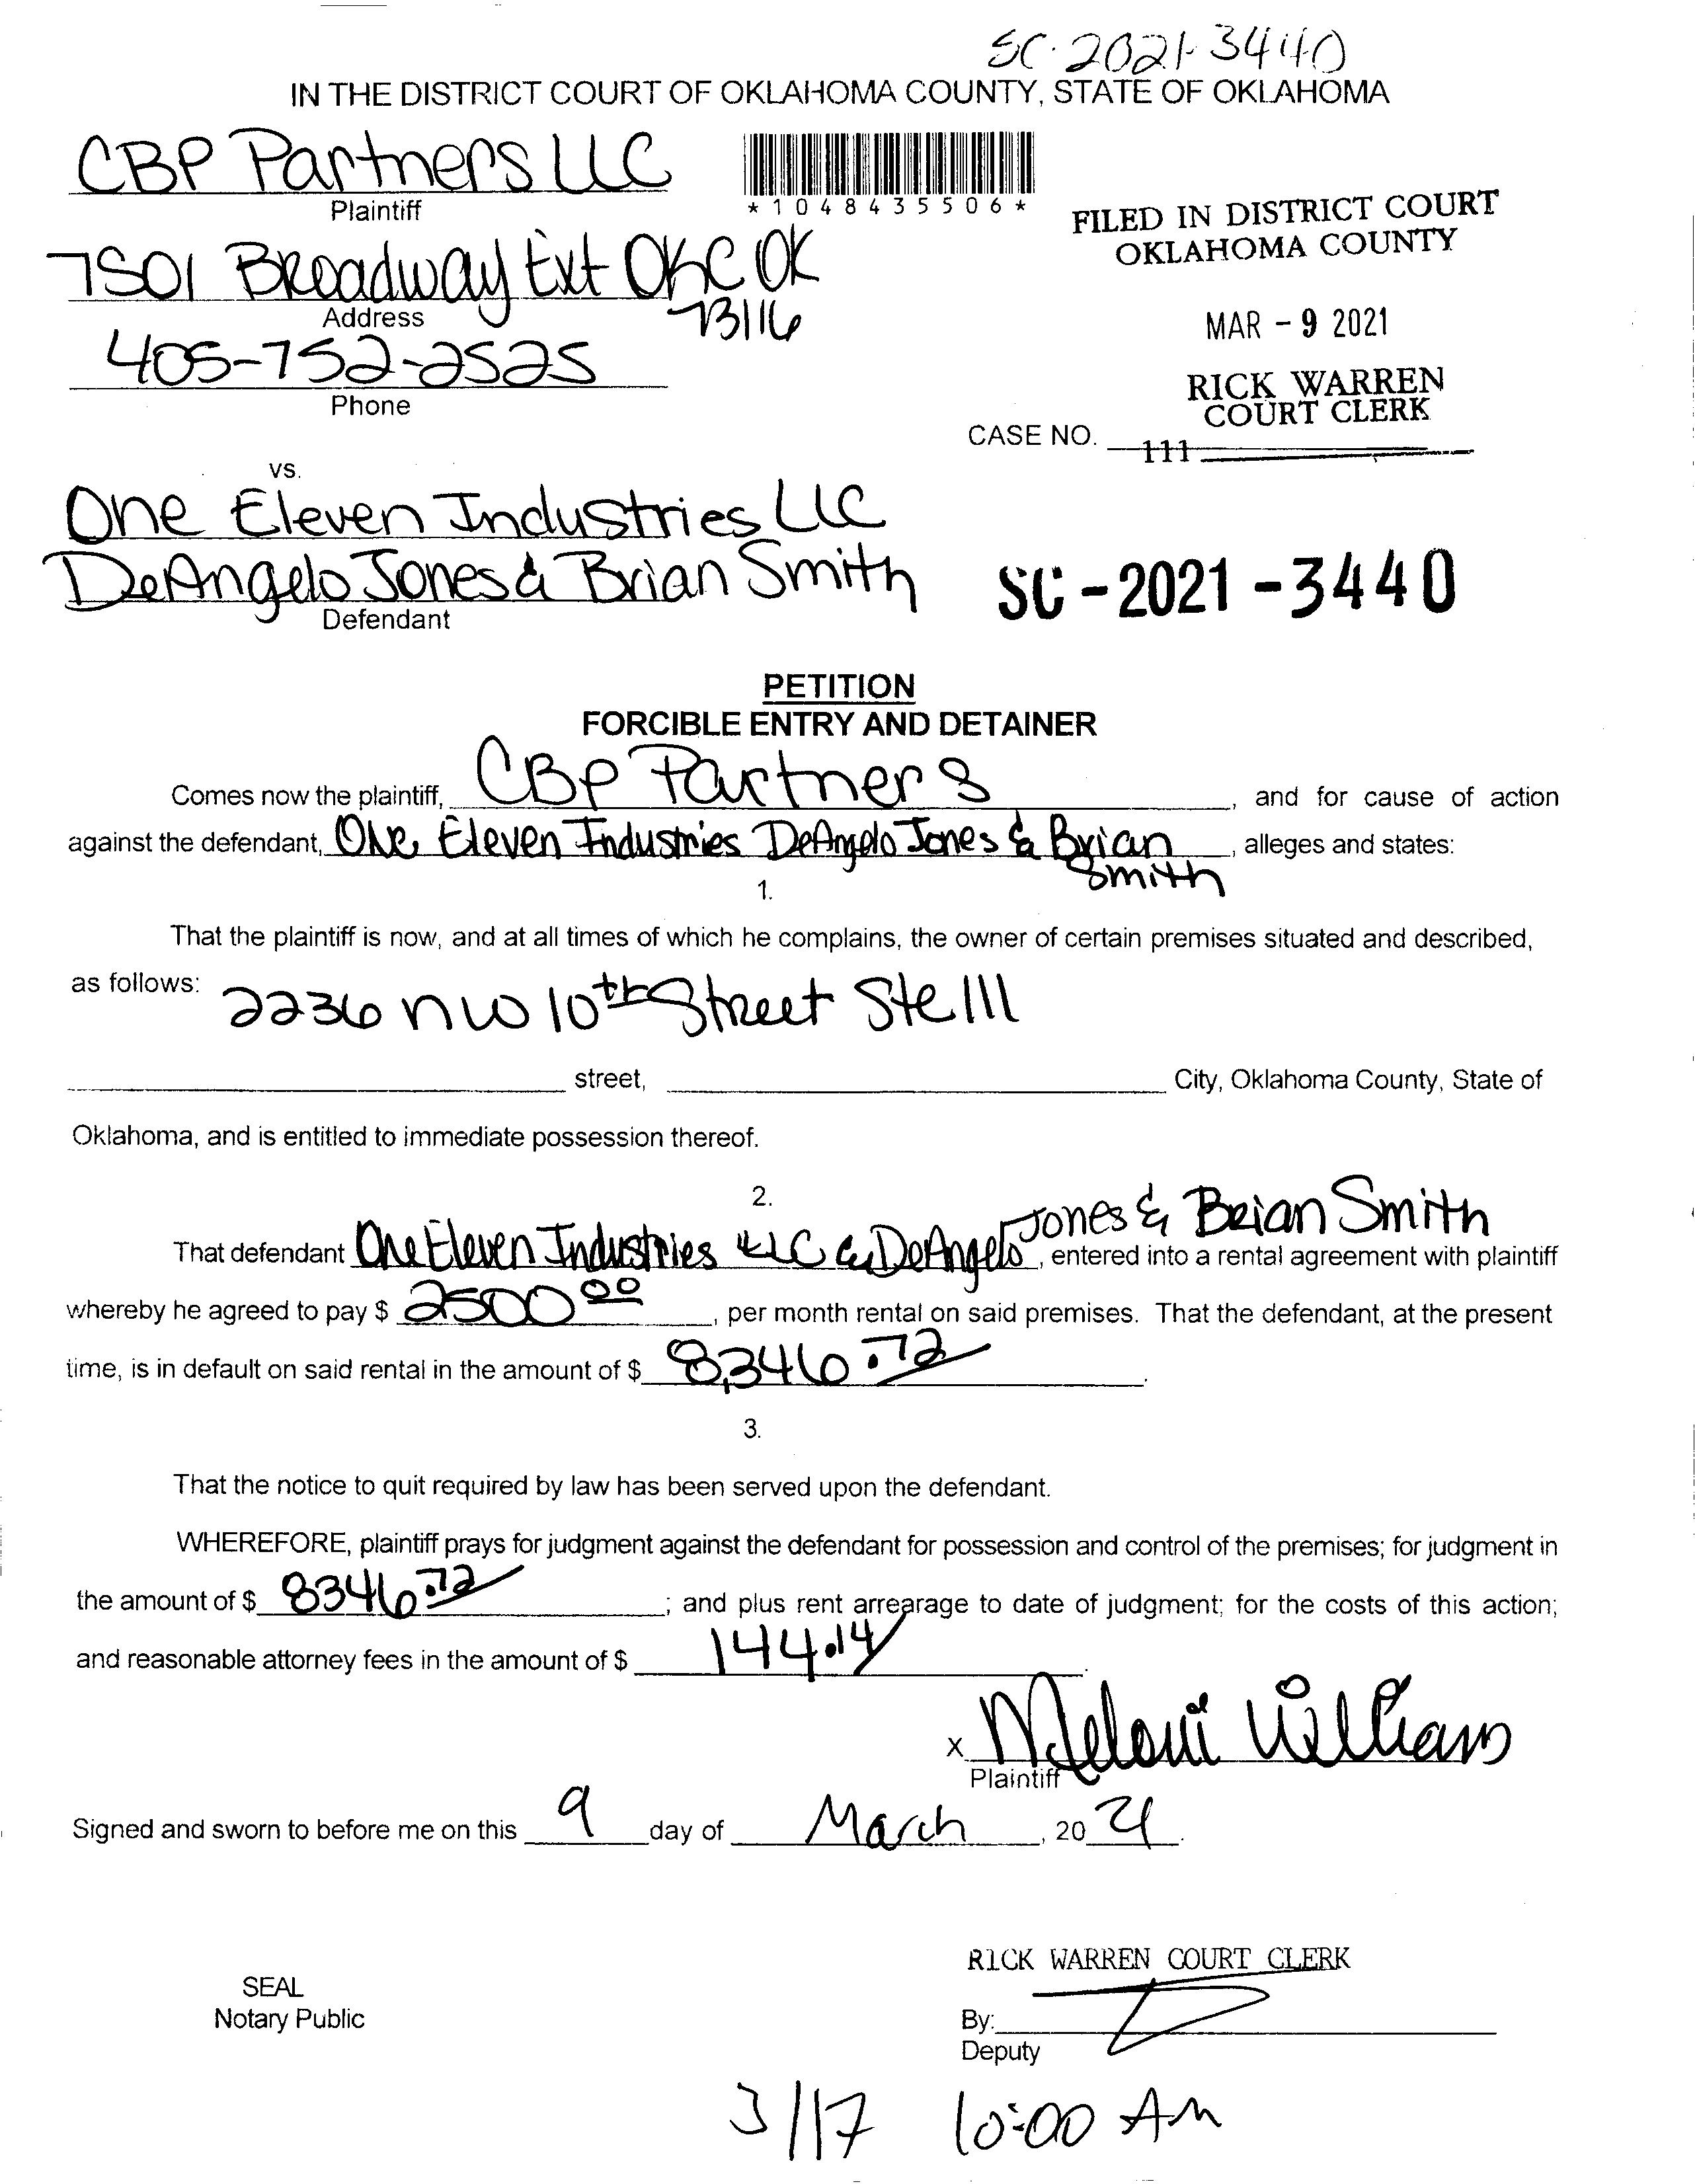 SC-2021-3440
IN THE DISTRICT COURT OF OKLAHOMA COUNTY, STATE OF OKLAHOMA
CBP Partners LLC
Plaintiff
*1048435506*
FILED IN DISTRICT COURT
OKLAHOMA COUNTY
7501 Broadway Ext OKC OK
73116
Address
MAR - 9 2021
405-752-2525
Phone
RICK WARREN
COURT CLERK
CASE NO.
111
vs.
One Eleven Industries LLC
DeAngelo Jones & Brian Smith
Defendant
SC-2021-3440
PETITION
FORCIBLE ENTRY AND DETAINER
Comes now the plaintiff, CBP Partners, and for cause of action
against the defendant, One Eleven Industries DeAngelo Jones & Brian, alleges and states:
Smith
1.
That the plaintiff is now, and at all times of which he complains, the owner of certain premises situated and described,
as follows: 2236 NW 10th Street Ste 111
street, City, Oklahoma County, State of
Oklahoma, and is entitled to immediate possession thereof.
2.
That defendant One Eleven Industries LLC & DeAngelo Jones & Brian Smith, entered into a rental agreement with plaintiff
whereby he agreed to pay $ 2500 00, per month rental on said premises. That the defendant, at the present
time, is in default on said rental in the amount of $ 8,346.72.
3.
That the notice to quit required by law has been served upon the defendant.
WHEREFORE, plaintiff prays for judgment against the defendant for possession and control of the premises; for judgment in
the amount of $ 8346.72; and plus rent arrearage to date of judgment; for the costs of this action;
and reasonable attorney fees in the amount of $ 144.14.
X Meloni Williams
Plaintiff
Signed and sworn to before me on this 9 day of March, 20 21.
RICK WARREN COURT CLERK
SEAL
Notary Public
By:
Deputy
3/17 10:00 AM